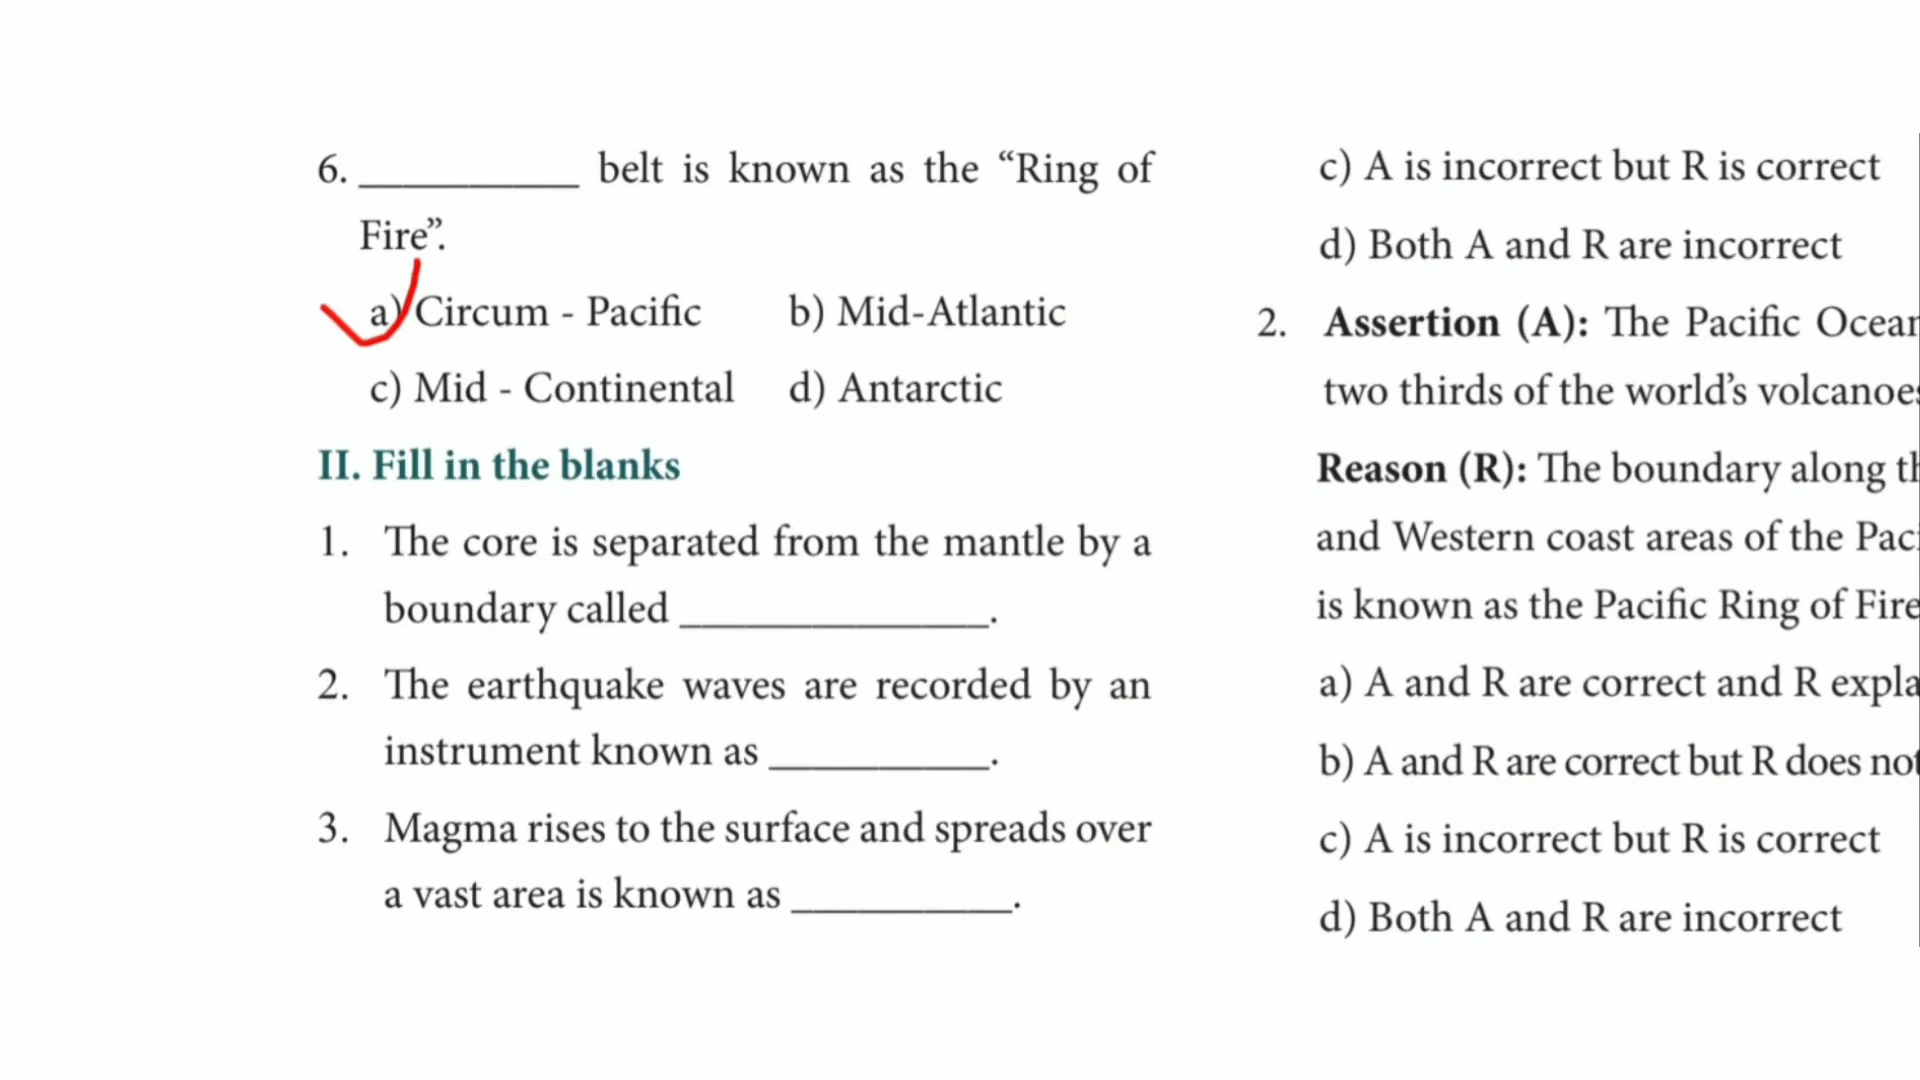 6. __________ belt is known as the “Ring of
Fire”.
a) Circum - Pacific b) Mid-Atlantic
c) Mid - Continental d) Antarctic
II. Fill in the blanks
1. The core is separated from the mantle by a
boundary called ______________.
2. The earthquake waves are recorded by an
instrument known as __________.
3. Magma rises to the surface and spreads over
a vast area is known as __________.
c) A is incorrect but R is correct
d) Both A and R are incorrect
2. Assertion (A): The Pacific
two thirds of the world’s
Reason (R): The boundary along
and Western coast areas of the
is known as the Pacific Ring of Fire
a) A and R are correct and R
b) A and R are correct but R does
c) A is incorrect but R is correct
d) Both A and R are incorrect